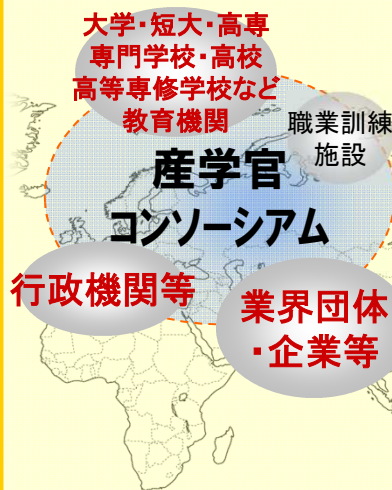 大学・短大・高専
専門学校・高校
高等専修学校など
教育機関
職業訓練
施設
産学官
コンソーシアム
行政機関等
業界団体
・企業等